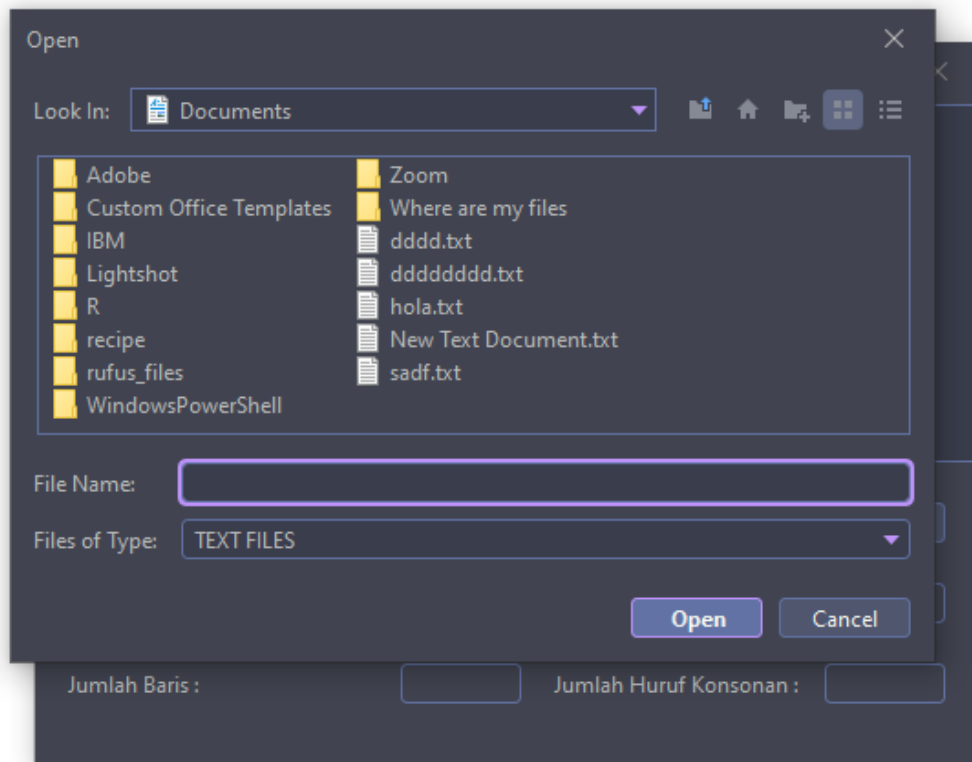 Open
Look In: Documents
Adobe
Custom Office Templates
IBM
Lightshot
R
recipe
rufus_files
WindowsPowerShell
Zoom
Where are my files
dddd.txt
dddddddd.txt
hola.txt
New Text Document.txt
sadf.txt
File Name:
Files of Type: TEXT FILES
Open Cancel
Jumlah Baris : Jumlah Huruf Konsonan :